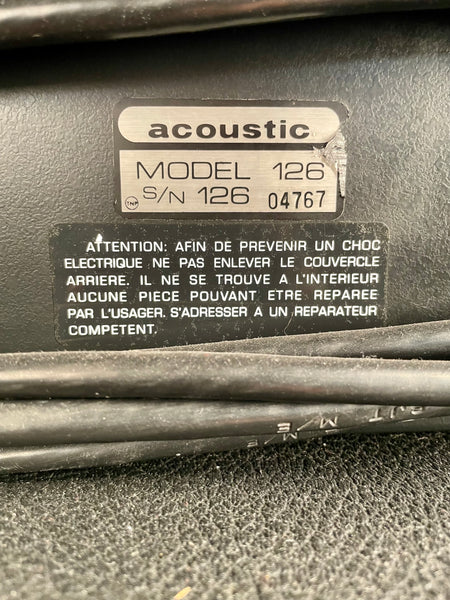 acoustic
MODEL 126
S/N 126 04767
TNP
ATTENTION: AFIN DE PREVENIR UN CHOC
ELECTRIQUE NE PAS ENLEVER LE COUVERCLE
ARRIERE. IL NE SE TROUVE A L'INTERIEUR
AUCUNE PIECE POUVANT ETRE REPAREE
PAR L'USAGER. S'ADRESSER A UN REPARATEUR
COMPETENT.